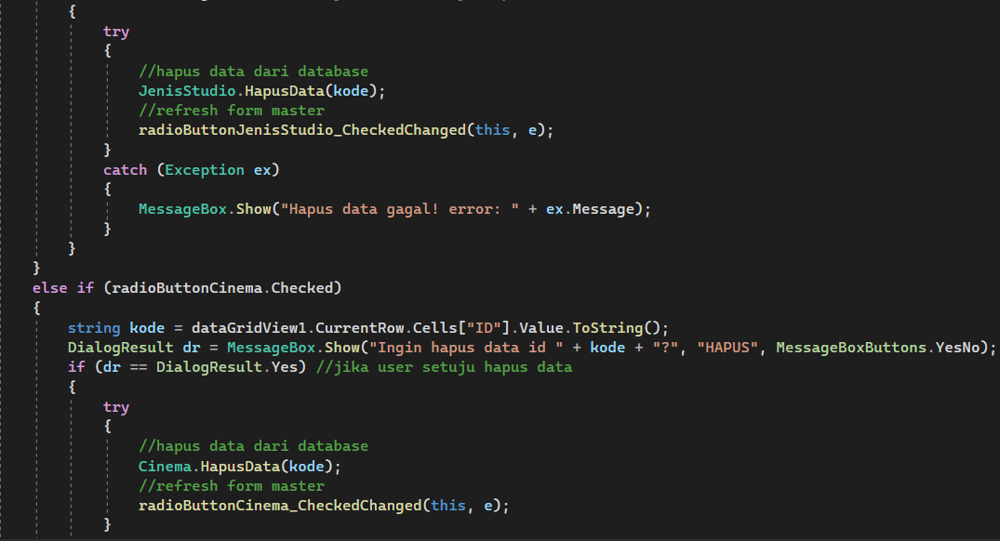 {
try
{
//hapus data dari database
JenisStudio.HapusData(kode);
//refresh form master
radioButtonJenisStudio_CheckedChanged(this, e);
}
catch (Exception ex)
{
MessageBox.Show("Hapus data gagal! error: " + ex.Message);
}
}
}
else if (radioButtonCinema.Checked)
{
string kode = dataGridView1.CurrentRow.Cells["ID"].Value.ToString();
DialogResult dr = MessageBox.Show("Ingin hapus data id " + kode + "?", "HAPUS", MessageBoxButtons.YesNo);
if (dr == DialogResult.Yes) //jika user setuju hapus data
{
try
{
//hapus data dari database
Cinema.HapusData(kode);
//refresh form master
radioButtonCinema_CheckedChanged(this, e);
}